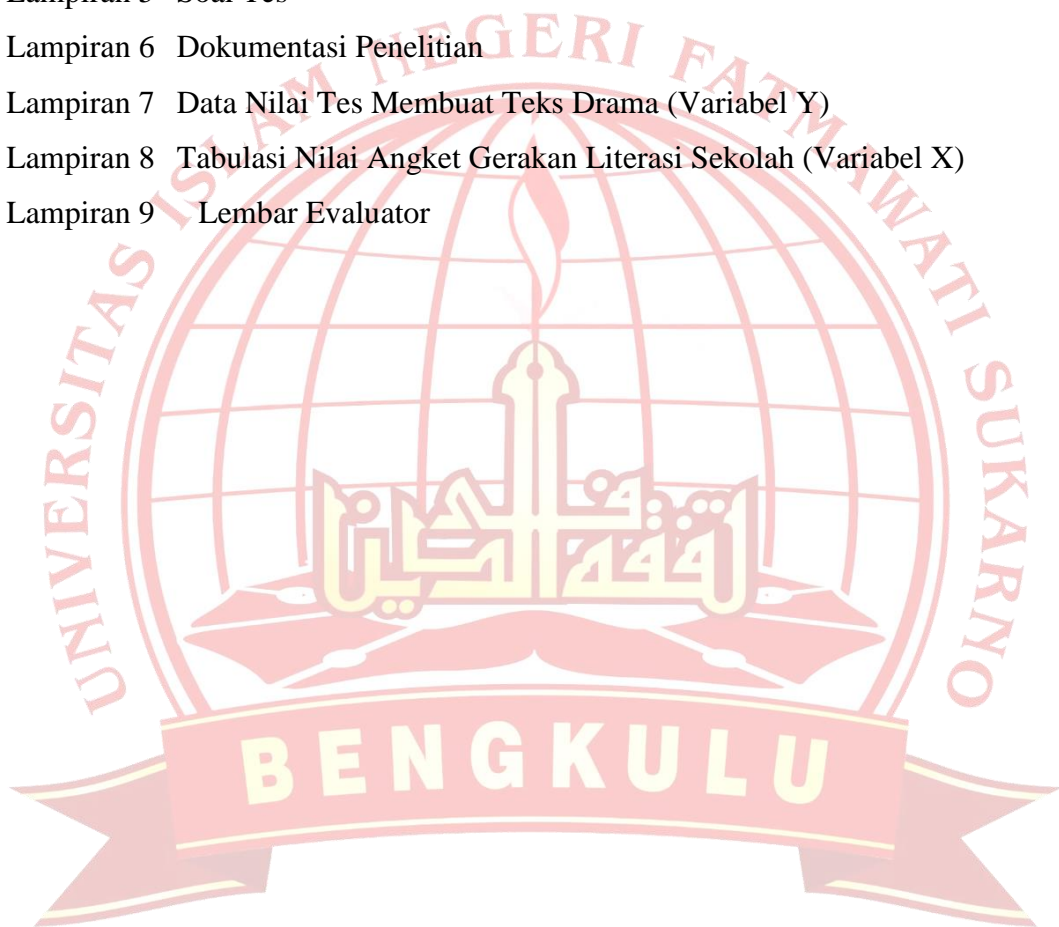 Lampiran 5 Soal Tes
Lampiran 6 Dokumentasi Penelitian
Lampiran 7 Data Nilai Tes Membuat Teks Drama (Variabel Y)
Lampiran 8 Tabulasi Nilai Angket Gerakan Literasi Sekolah (Variabel X)
Lampiran 9 Lembar Evaluator
UNIVERSITAS ISLAM NEGERI FATMAWATI SUKARNO
BENGKULU